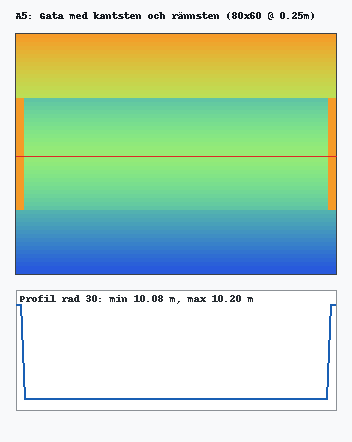 A5: Gata med kantsten och rännsten (80x60 @ 0.25m)
Profil rad 30: min 10.08 m, max 10.20 m